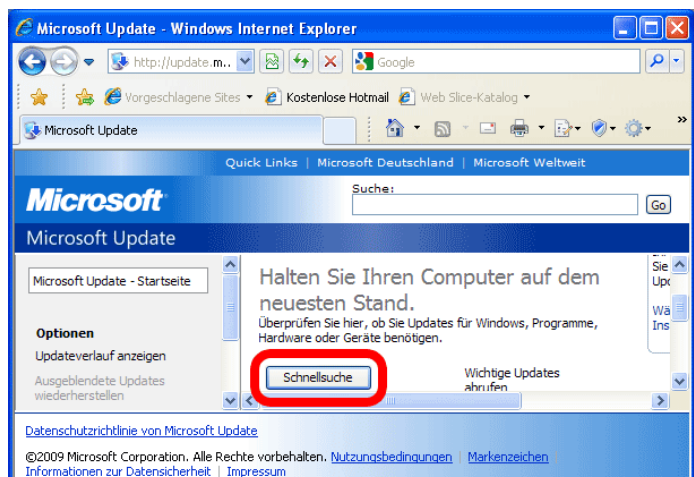 Microsoft Update - Windows Internet Explorer
http://update.m..
Google
Vorgeschlagene Sites
Kostenlose Hotmail
Web Slice-Katalog
Microsoft Update
»
Quick Links | Microsoft Deutschland | Microsoft Weltweit
Microsoft
Suche:
Go
Microsoft Update
Microsoft Update - Startseite
Optionen
Updateverlauf anzeigen
Ausgeblendete Updates
wiederherstellen
Halten Sie Ihren Computer auf dem
neuesten Stand.
Überprüfen Sie hier, ob Sie Updates für Windows, Programme,
Hardware oder Geräte benötigen.
Schnellsuche
Wichtige Updates
abrufen
Sie
Upd
Wä
Ins
Datenschutzrichtlinie von Microsoft Update
©2009 Microsoft Corporation. Alle Rechte vorbehalten. Nutzungsbedingungen | Markenzeichen
Informationen zur Datensicherheit | Impressum